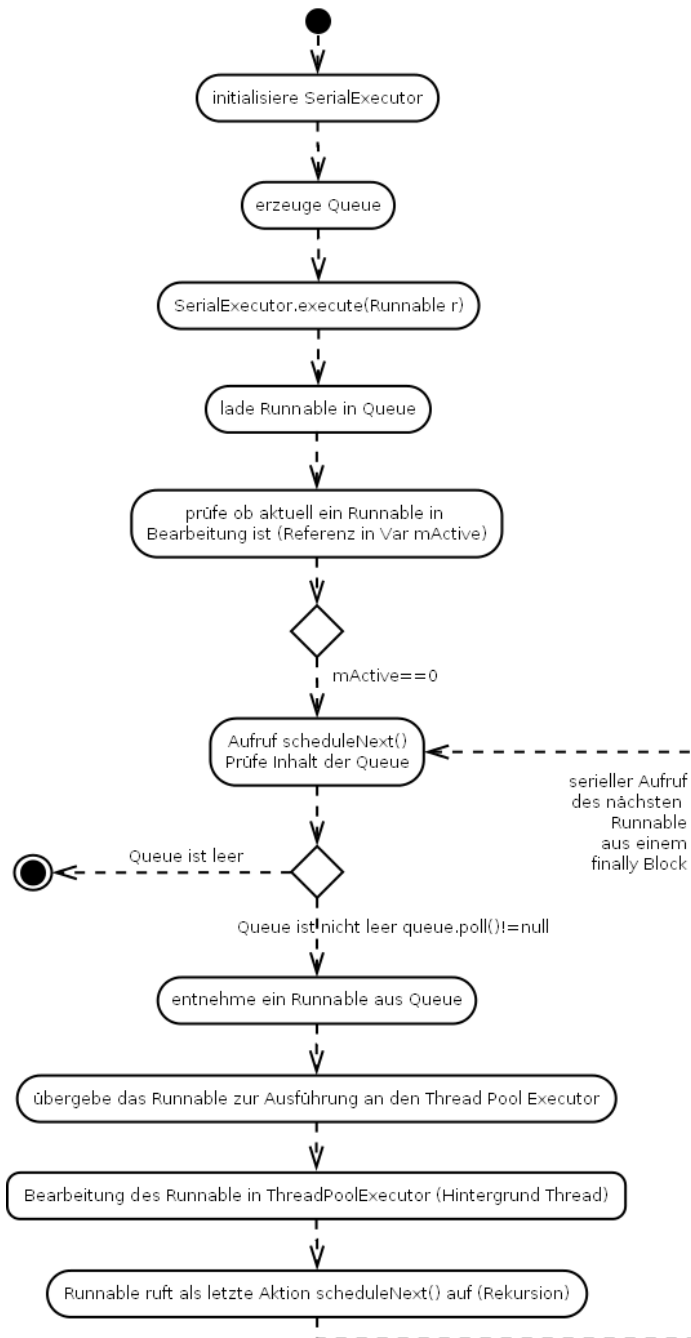 initialisiere SerialExecutor
erzeuge Queue
SerialExecutor.execute(Runnable r)
lade Runnable in Queue
prüfe ob aktuell ein Runnable in
Bearbeitung ist (Referenz in Var mActive)
mActive==0
Aufruf scheduleNext()
Prüfe Inhalt der Queue
serieller Aufruf
des nächsten
Runnable
aus einem
finally Block
Queue ist leer
Queue ist nicht leer queue.poll()!=null
entnehme ein Runnable aus Queue
übergebe das Runnable zur Ausführung an den Thread Pool Executor
Bearbeitung des Runnable in ThreadPoolExecutor (Hintergrund Thread)
Runnable ruft als letzte Aktion scheduleNext() auf (Rekursion)